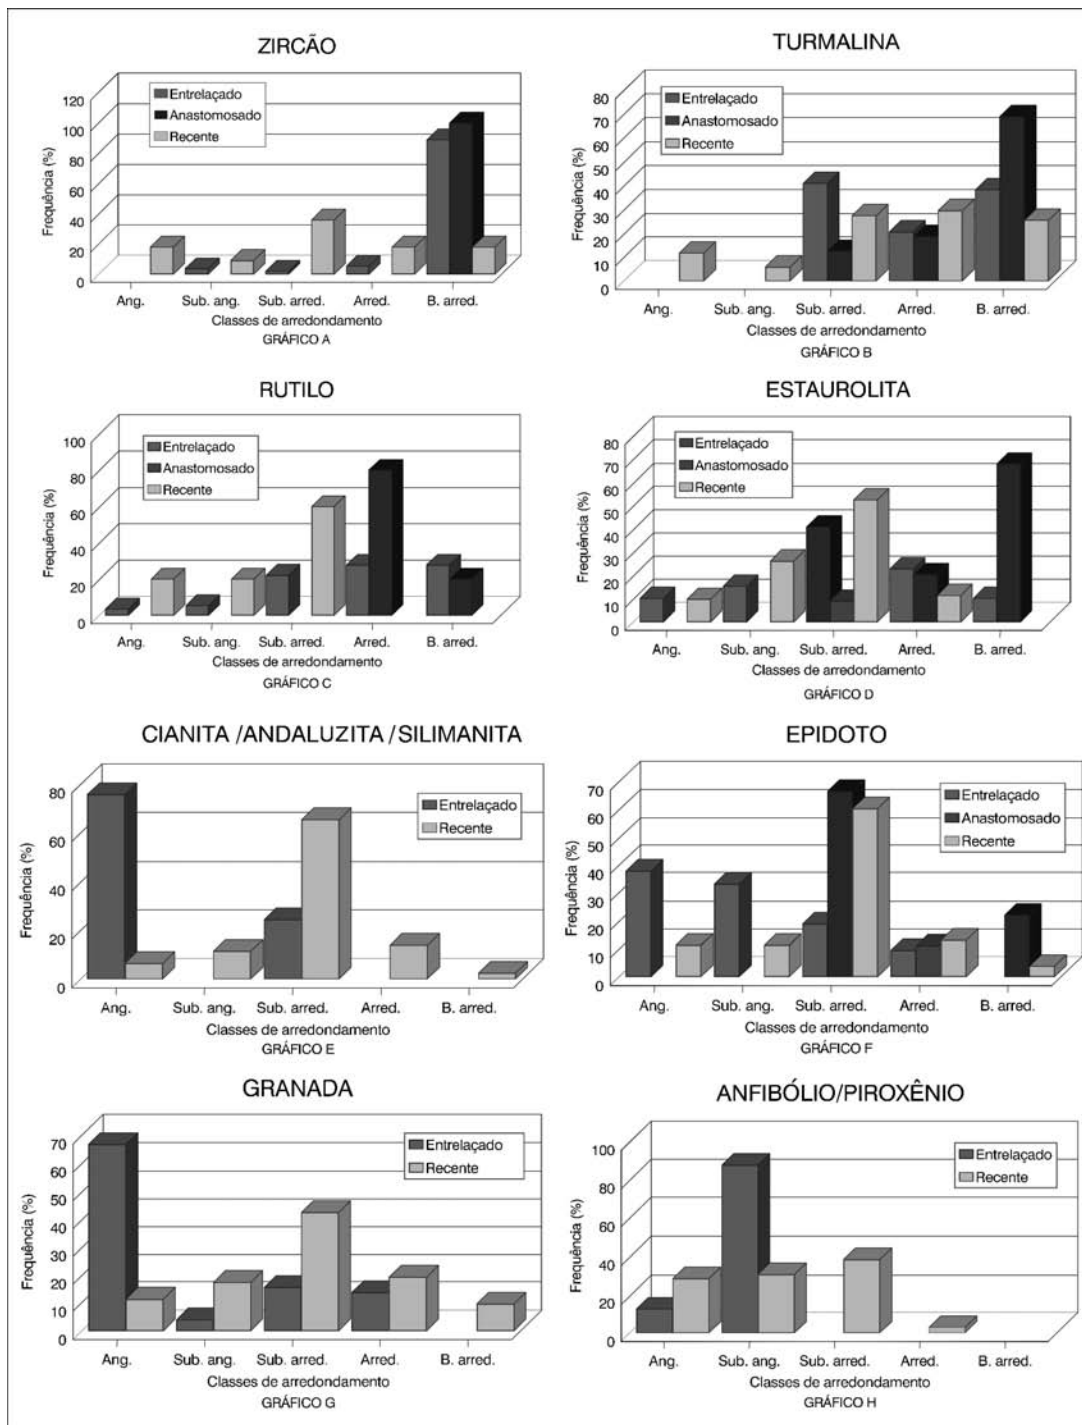 ZIRCÃO
Entrelaçado
Anastomosado
Recente
Frequência (%)
120
100
80
60
40
20
0
Ang.
Sub. ang.
Sub. arred.
Arred.
B. arred.
Classes de arredondamento
GRÁFICO A
TURMALINA
Entrelaçado
Anastomosado
Recente
Frequência (%)
80
70
60
50
40
30
20
10
0
Ang.
Sub. ang.
Sub. arred.
Arred.
B. arred.
Classes de arredondamento
GRÁFICO B
RUTILO
Entrelaçado
Anastomosado
Recente
Frequência (%)
100
80
60
40
20
0
Ang.
Sub. ang.
Sub. arred.
Arred.
B. arred.
Classes de arredondamento
GRÁFICO C
ESTAUROLITA
Entrelaçado
Anastomosado
Recente
Frequência (%)
80
70
60
50
40
30
20
10
0
Ang.
Sub. ang.
Sub. arred.
Arred.
B. arred.
Classes de arredondamento
GRÁFICO D
CIANITA /ANDALUZITA / SILIMANITA
Entrelaçado
Recente
Frequência (%)
80
60
40
20
0
Ang.
Sub. ang.
Sub. arred.
Arred.
B. arred.
Classes de arredondamento
GRÁFICO E
EPIDOTO
Entrelaçado
Anastomosado
Recente
Frequência (%)
70
60
50
40
30
20
10
0
Ang.
Sub. ang.
Sub. arred.
Arred.
B. arred.
Classes de arredondamento
GRÁFICO F
GRANADA
Entrelaçado
Recente
Frequência (%)
70
60
50
40
30
20
10
0
Ang.
Sub. ang.
Sub. arred.
Arred.
B. arred.
Classes de arredondamento
GRÁFICO G
ANFIBÓLIO/PIROXÊNIO
Entrelaçado
Recente
Frequência (%)
100
80
60
40
20
0
Ang.
Sub. ang.
Sub. arred.
Arred.
B. arred.
Classes de arredondamento
GRÁFICO H